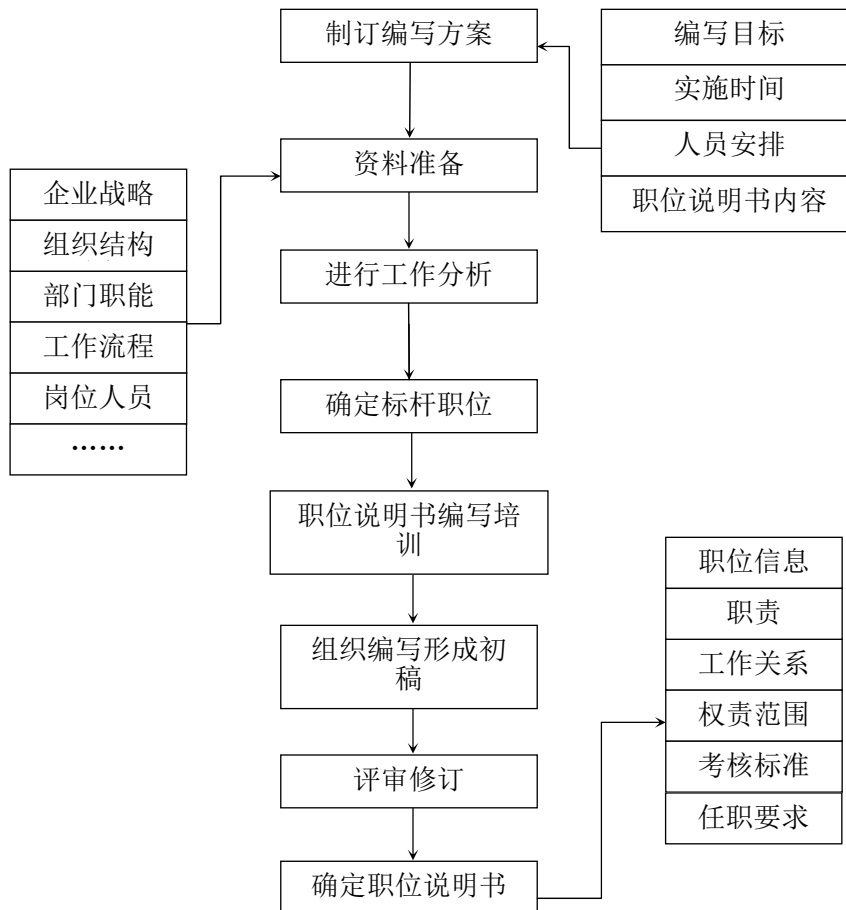 制订编写方案
编写目标
实施时间
人员安排
职位说明书内容
资料准备
企业战略
组织结构
部门职能
工作流程
岗位人员
……
进行工作分析
确定标杆职位
职位说明书编写培
训
组织编写形成初
稿
评审修订
确定职位说明书
职位信息
职责
工作关系
权责范围
考核标准
任职要求